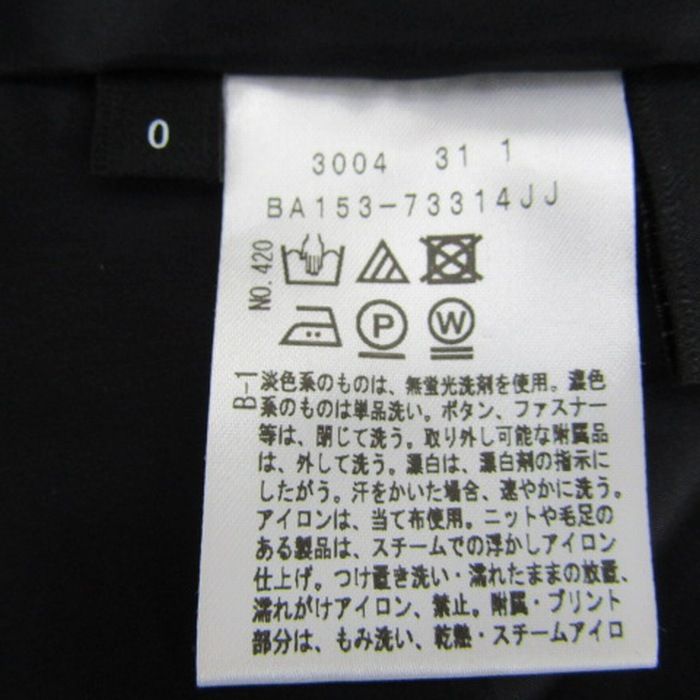 0
3004 31 1
BA153-73314JJ
NO.420
P
W
B-1
淡色系のものは、無蛍光洗剤を使用。濃色
系のものは単品洗い。ボタン、ファスナー
等は、閉じて洗う。取り外し可能な附属品
は、外して洗う。漂白は、漂白剤の指示に
したがう。汗をかいた場合、速やかに洗う。
アイロンは、当て布使用。ニットや毛足の
ある製品は、スチームでの浮かしアイロン
仕上げ。つけ置き洗い・濡れたままの放置、
濡れがけアイロン、禁止。附属・プリント
部分は、もみ洗い、乾熱・スチームアイロ